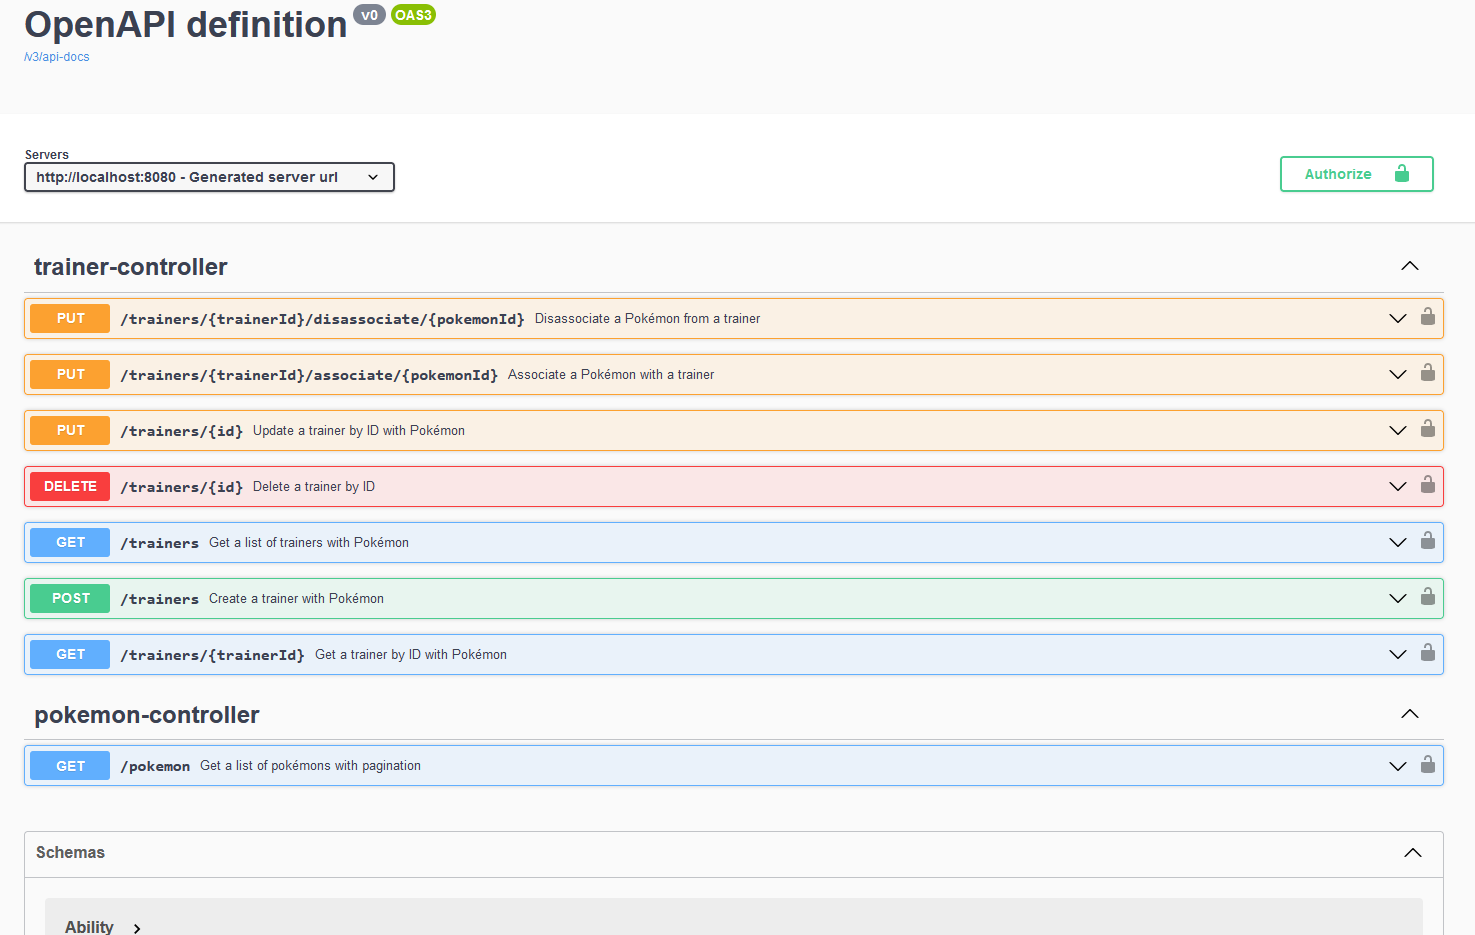 OpenAPI definition v0 OAS3
/v3/api-docs
Servers
http://localhost:8080 - Generated server url
Authorize
trainer-controller
PUT /trainers/{trainerId}/disassociate/{pokemonId} Disassociate a Pokémon from a trainer
PUT /trainers/{trainerId}/associate/{pokemonId} Associate a Pokémon with a trainer
PUT /trainers/{id} Update a trainer by ID with Pokémon
DELETE /trainers/{id} Delete a trainer by ID
GET /trainers Get a list of trainers with Pokémon
POST /trainers Create a trainer with Pokémon
GET /trainers/{trainerId} Get a trainer by ID with Pokémon
pokemon-controller
GET /pokemon Get a list of pokémons with pagination
Schemas
Ability